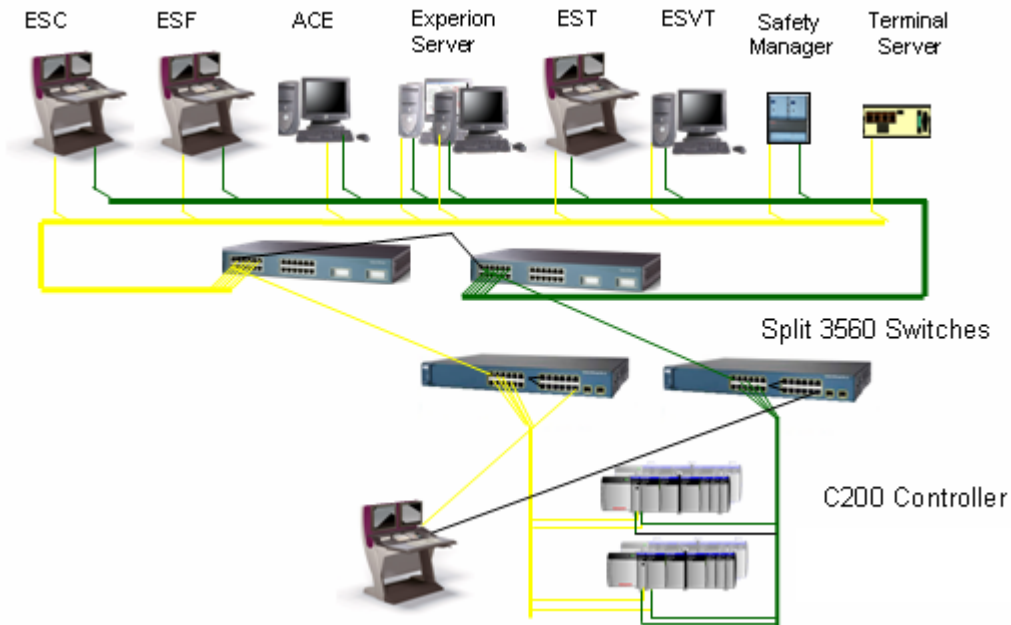 ESC
ESF
ACE
Experion
Server
EST
ESVT
Safety
Manager
Terminal
Server
Split 3560 Switches
C200 Controller